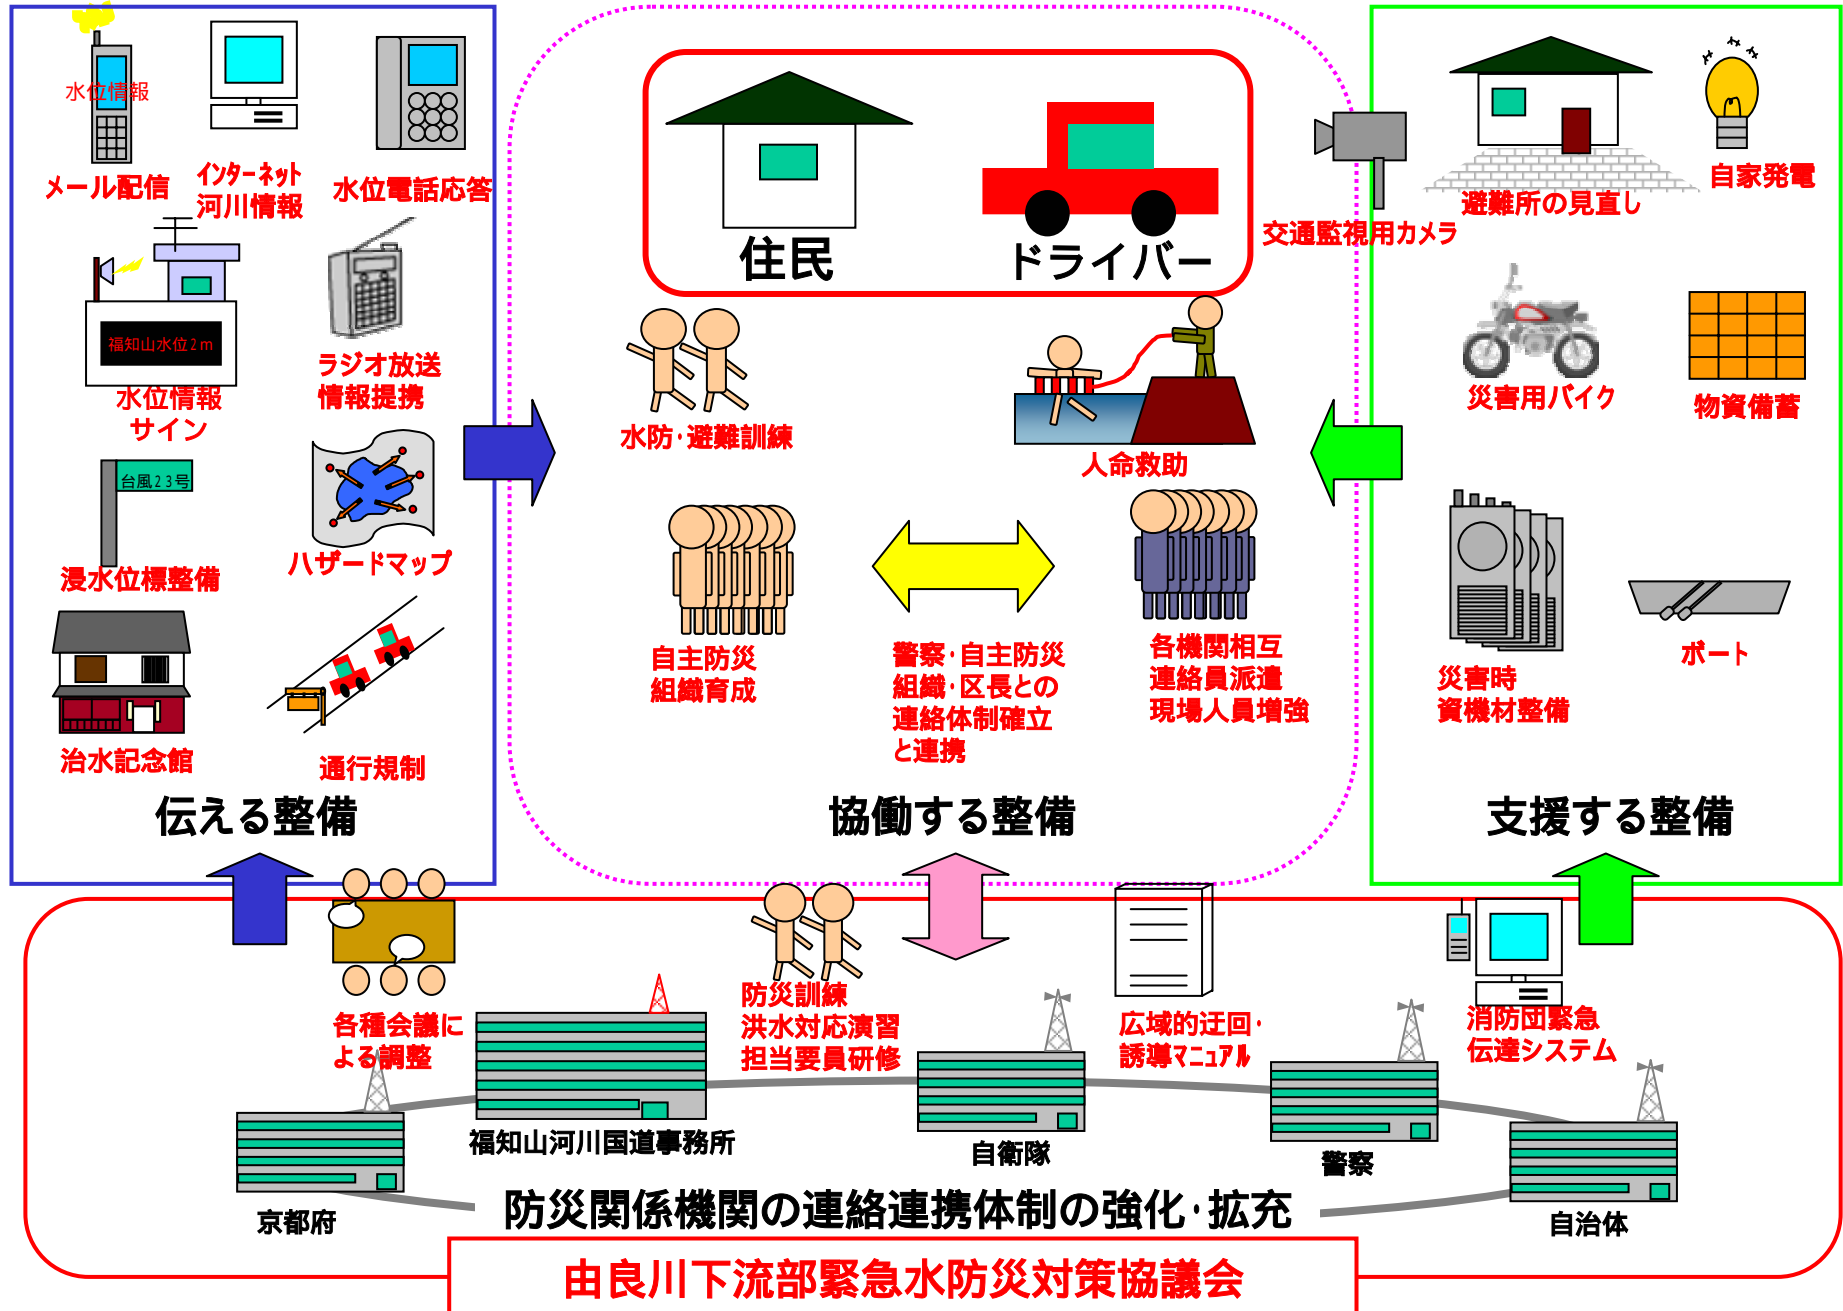 水位情報
メール配信
インターネット
河川情報
水位電話応答
福知山水位2m
水位情報
サイン
ラジオ放送
情報提携
台風23号
浸水位標整備
ハザードマップ
治水記念館
通行規制
伝える整備
住民
ドライバー
水防・避難訓練
人命救助
自主防災
組織育成
警察・自主防災
組織・区長との
連絡体制確立
と連携
各機関相互
連絡員派遣
現場人員増強
協働する整備
交通監視用カメラ
避難所の見直し
自家発電
災害用バイク
物資備蓄
災害時
資機材整備
ボート
支援する整備
各種会議に
よる調整
防災訓練
洪水対応演習
担当要員研修
広域的迂回・
誘導マニュアル
消防団緊急
伝達システム
京都府
福知山河川国道事務所
自衛隊
警察
自治体
防災関係機関の連絡連携体制の強化・拡充
由良川下流部緊急水防災対策協議会